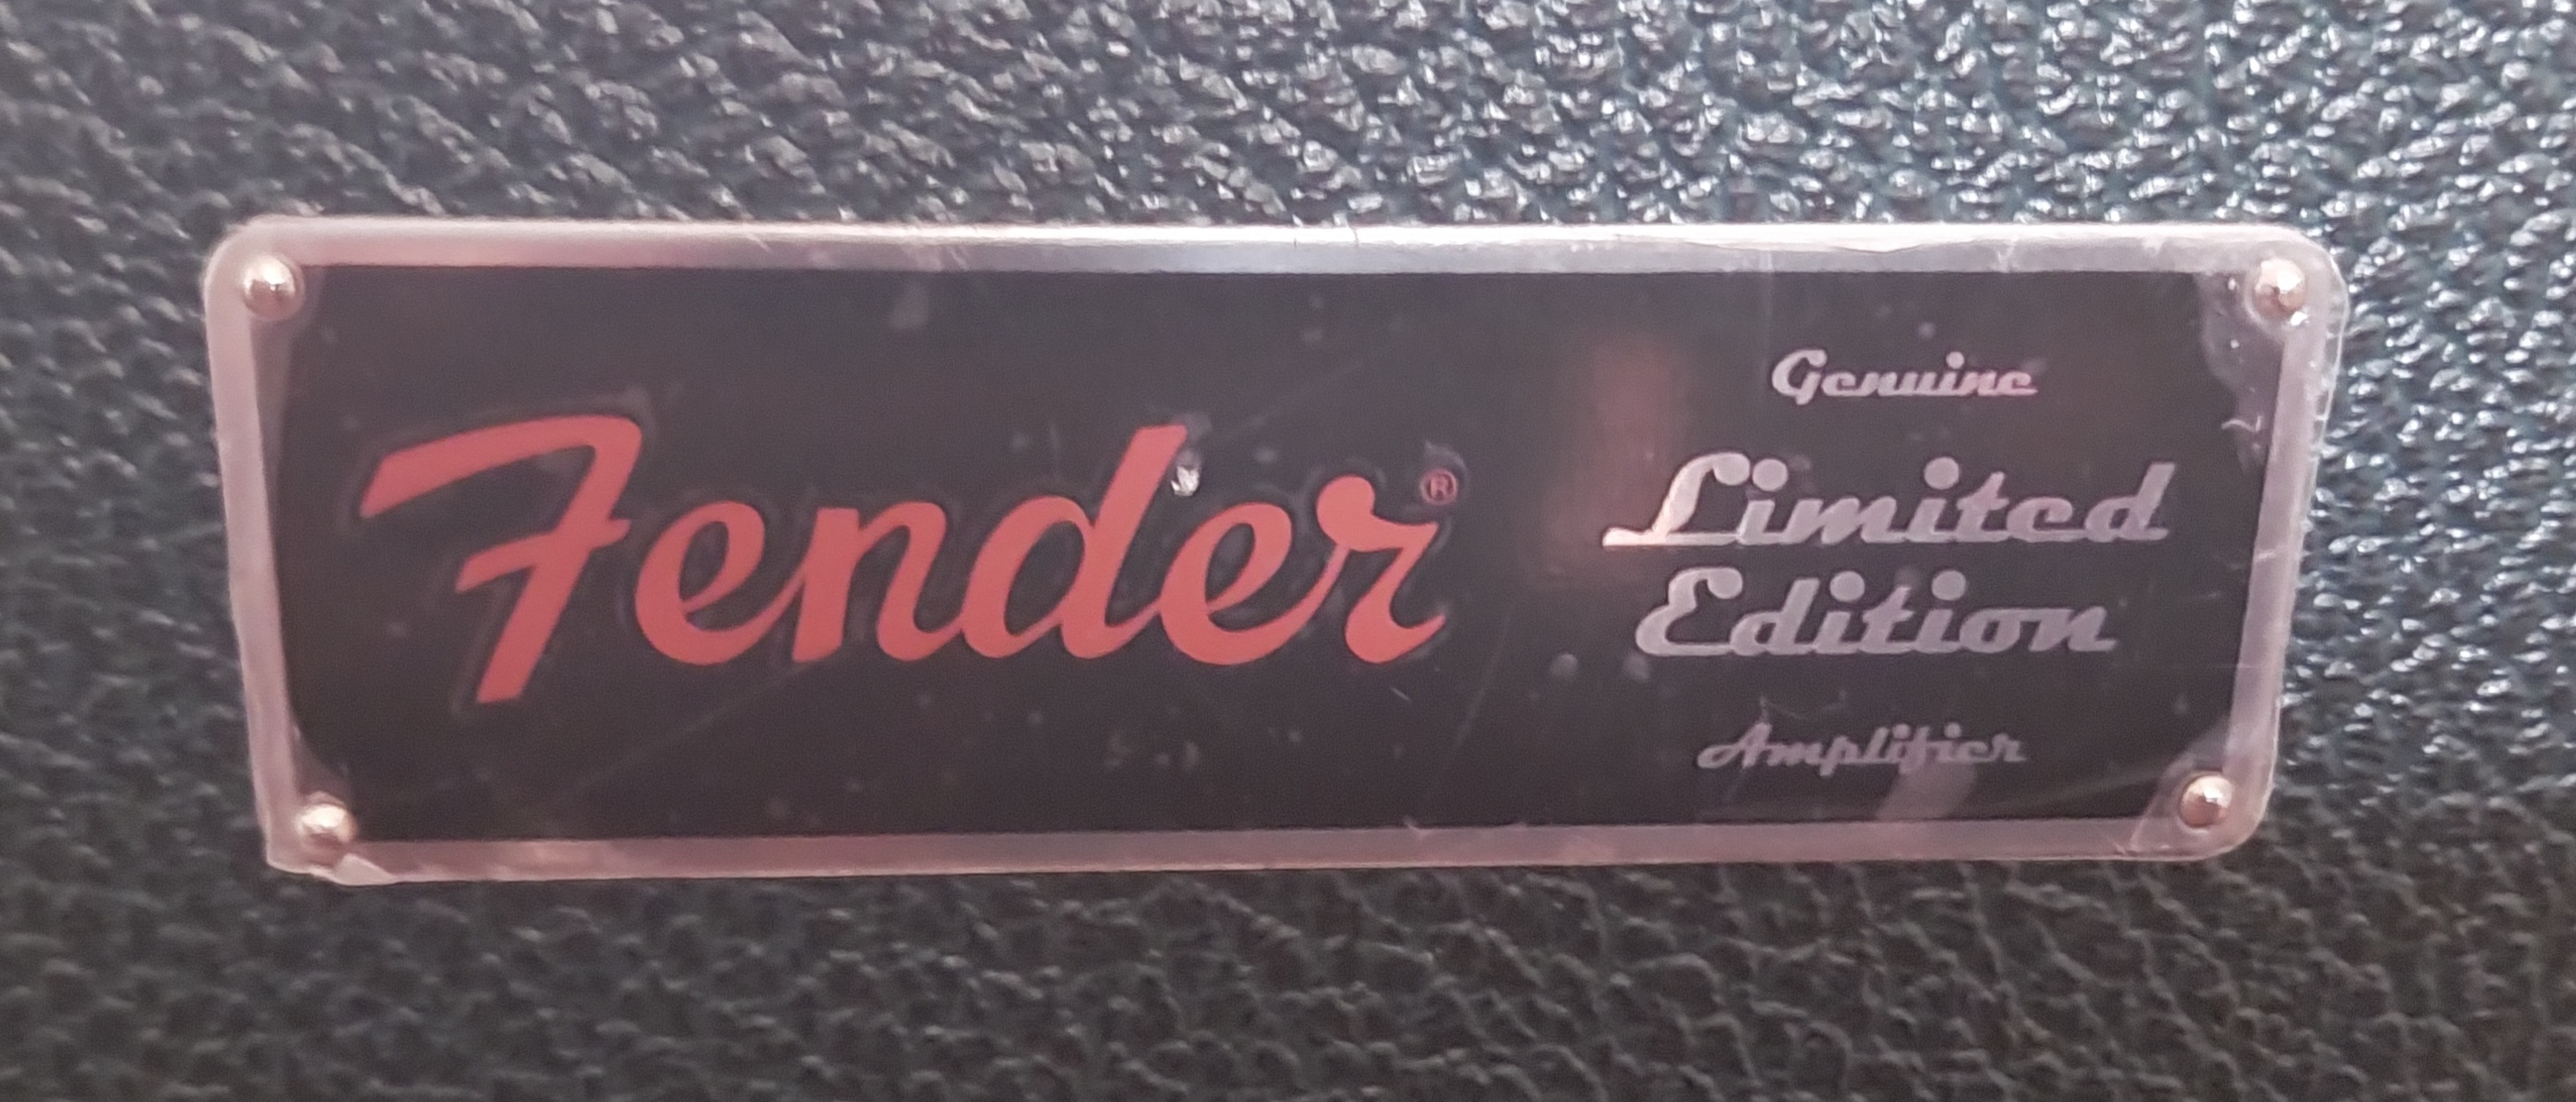 Fender®
Genuine
Limited
Edition
Amplifier